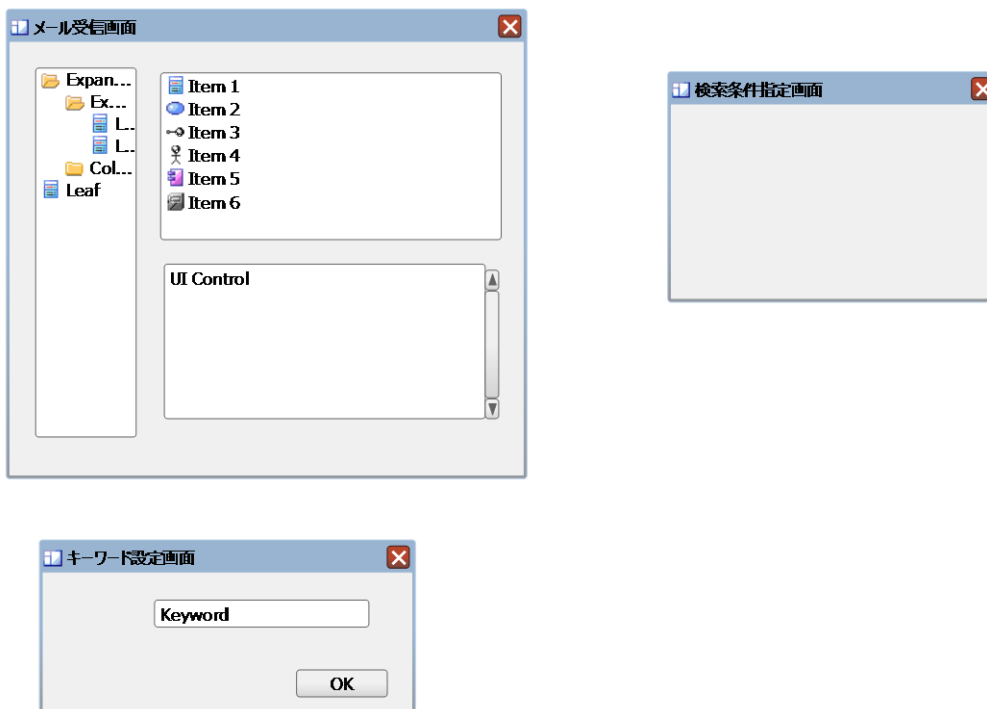 メール受信画面
Expan...
Ex...
L..
L..
Col...
Leaf
Item 1
Item 2
Item 3
Item 4
Item 5
Item 6
UI Control
検索条件指定画面
キーワード設定画面
Keyword
OK